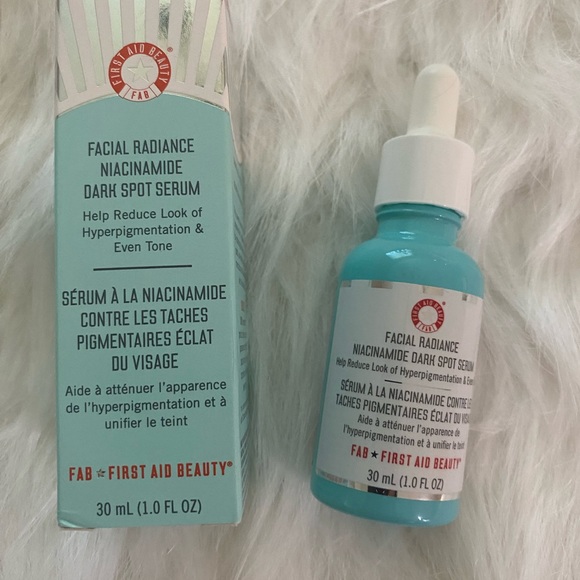 FIRST AID BEAUTY®
FAB
FACIAL RADIANCE
NIACINAMIDE
DARK SPOT SERUM
Help Reduce Look of
Hyperpigmentation &
Even Tone
SÉRUM À LA NIACINAMIDE
CONTRE LES TACHES
PIGMENTAIRES ÉCLAT
DU VISAGE
Aide à atténuer l'apparence
de l'hyperpigmentation et à
unifier le teint
FAB ★ FIRST AID BEAUTY®
30 mL (1.0 FL OZ)
FIRST AID BEAUTY
FACIAL RADIANCE
NIACINAMIDE DARK SPOT SERUM
Help Reduce Look of Hyperpigmentation & Even
SÉRUM À LA NIACINAMIDE CONTRE LES
TACHES PIGMENTAIRES ÉCLAT DU VISAGE
Aide à atténuer l'apparence de
l'hyperpigmentation et à unifier le teint
FAB ★ FIRST AID BEAUTY®
30 mL (1.0 FL OZ)